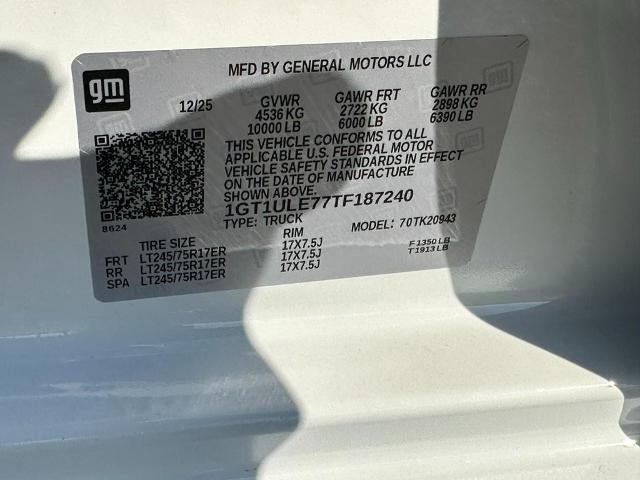 gm
MFD BY GENERAL MOTORS LLC
12/25 GVWR GAWR FRT GAWR RR
4536 KG 2722 KG 2898 KG
10000 LB 6000 LB 6390 LB
THIS VEHICLE CONFORMS TO ALL
APPLICABLE U.S. FEDERAL MOTOR
VEHICLE SAFETY STANDARDS IN EFFECT
ON THE DATE OF MANUFACTURE
SHOWN ABOVE.
1GT1ULE77TF187240
8624 TYPE: TRUCK MODEL: 70TK20943
TIRE SIZE RIM
FRT LT245/75R17ER 17X7.5J F 1350 LB
RR LT245/75R17ER 17X7.5J T 1913 LB
SPA LT245/75R17ER 17X7.5J